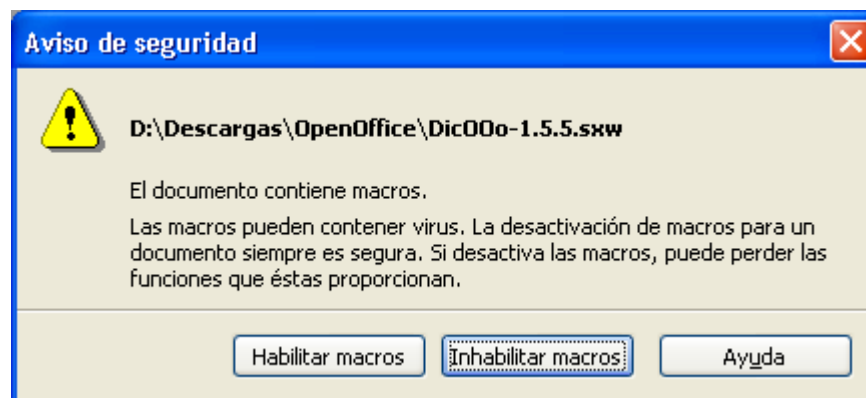 Aviso de seguridad
D:\Descargas\OpenOffice\DicOOo-1.5.5.sxw
El documento contiene macros.
Las macros pueden contener virus. La desactivación de macros para un
documento siempre es segura. Si desactiva las macros, puede perder las
funciones que éstas proporcionan.
Habilitar macros Inhabilitar macros Ayuda